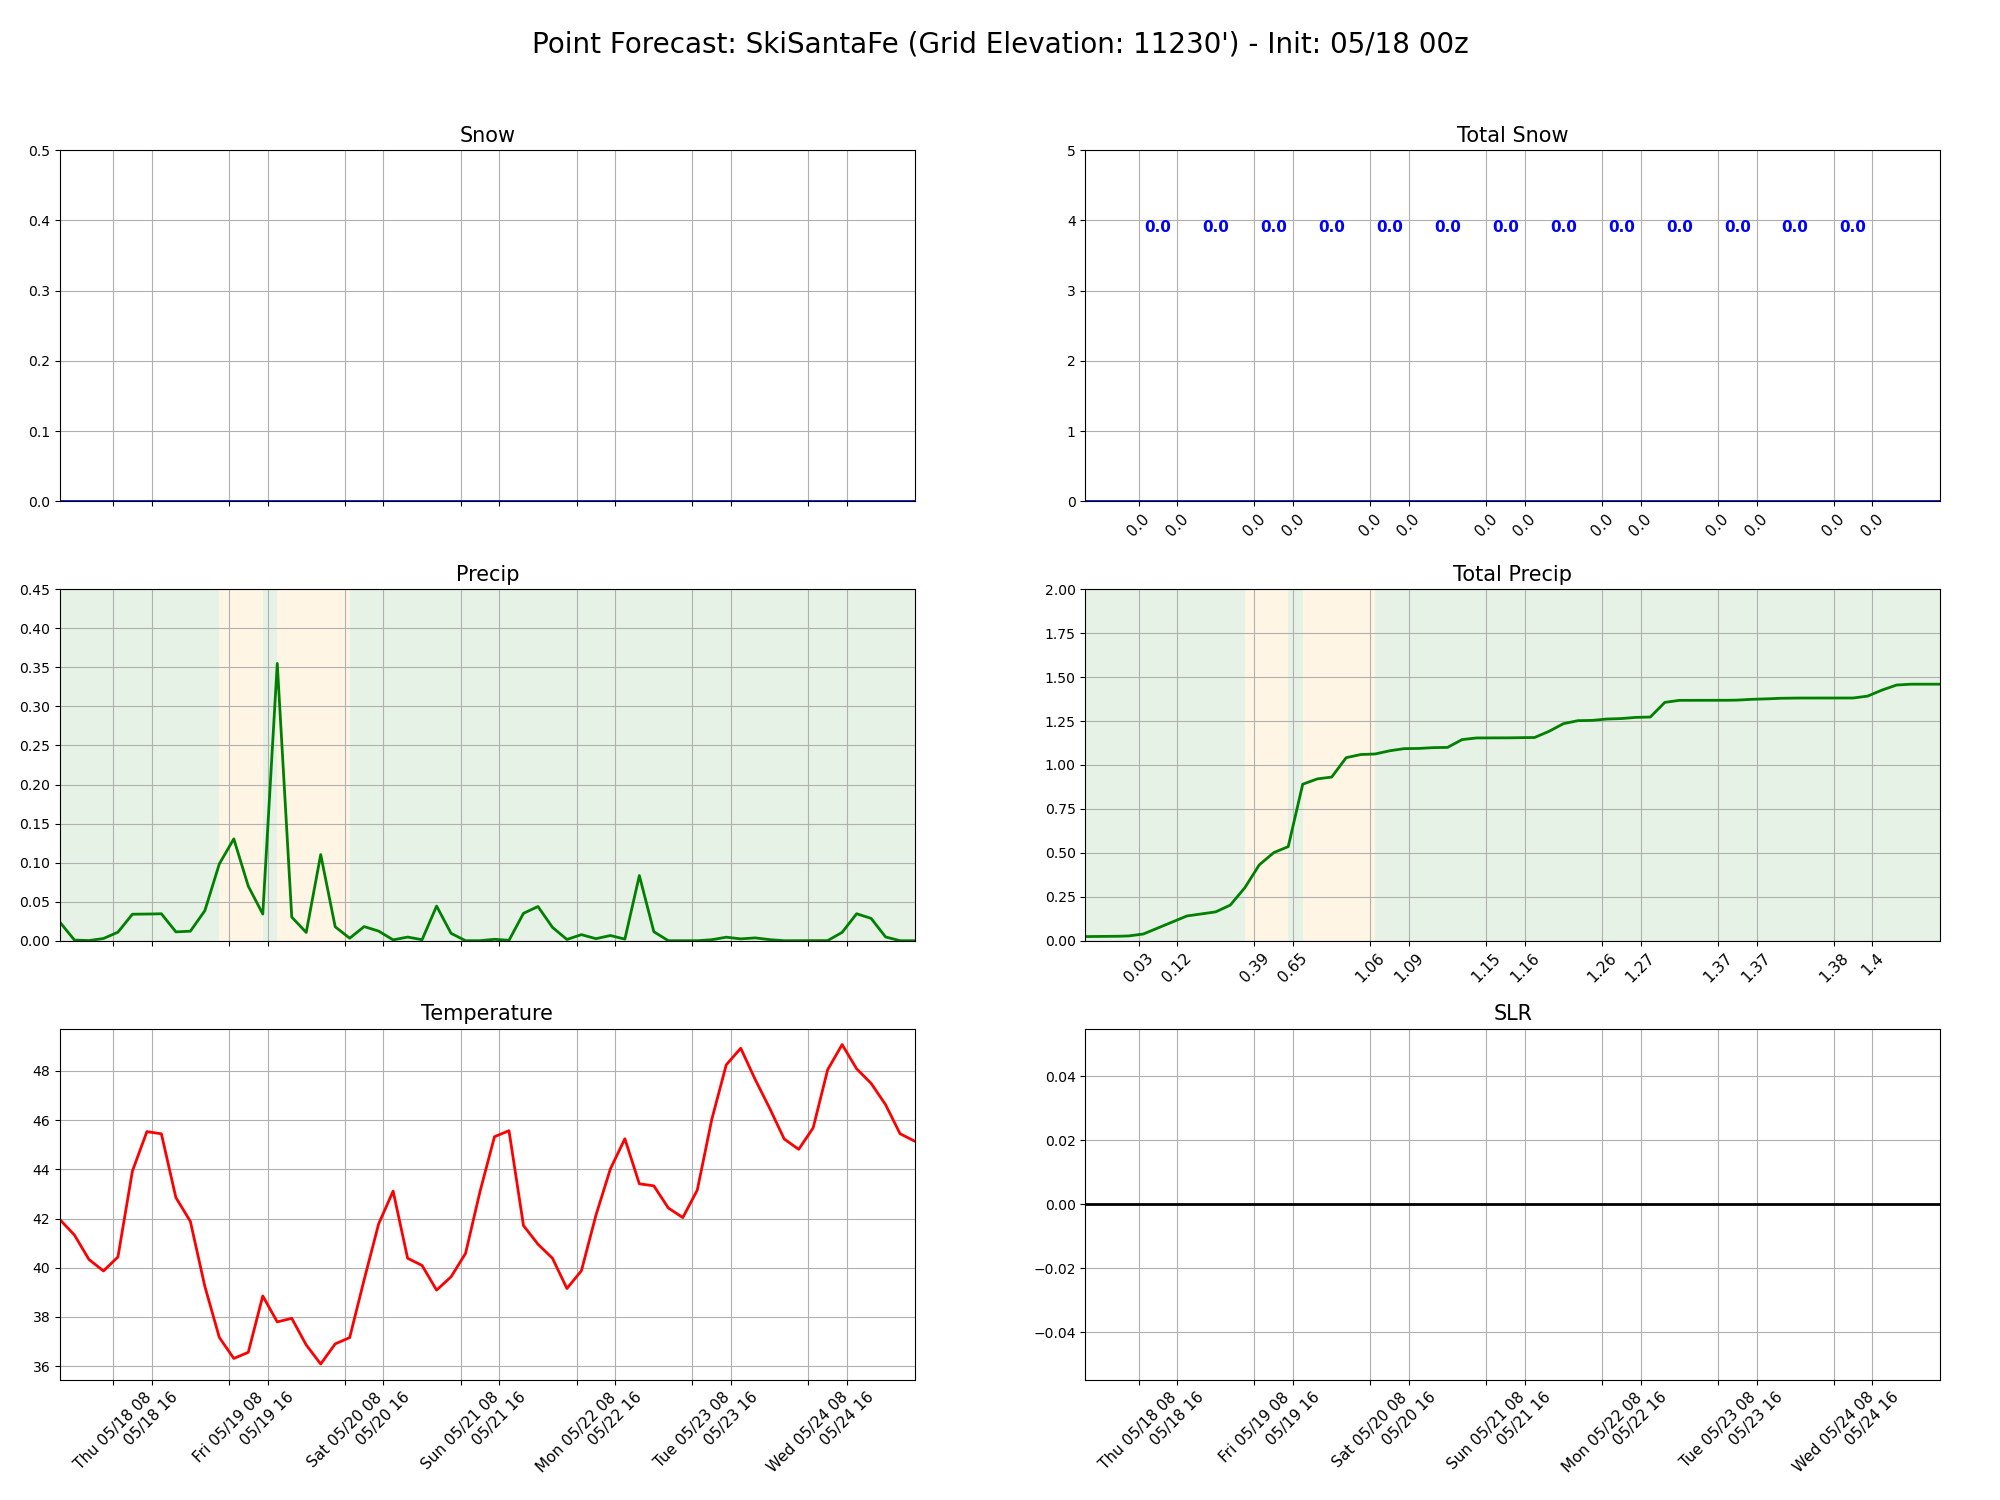 Point Forecast: SkiSantaFe (Grid Elevation: 11230') - Init: 05/18 00z
Snow
0.5
0.4
0.3
0.2
0.1
0.0
Total Snow
5
4
3
2
1
0
0.0 0.0 0.0 0.0 0.0 0.0 0.0 0.0 0.0 0.0 0.0 0.0 0.0
0.0 0.0 0.0 0.0 0.0 0.0 0.0 0.0 0.0 0.0 0.0 0.0 0.0 0.0
Precip
0.45
0.40
0.35
0.30
0.25
0.20
0.15
0.10
0.05
0.00
Total Precip
2.00
1.75
1.50
1.25
1.00
0.75
0.50
0.25
0.00
0.03 0.12 0.39 0.65 1.06 1.09 1.15 1.16 1.26 1.27 1.37 1.37 1.38 1.4
Temperature
48
46
44
42
40
38
36
Thu 05/18 08
05/18 16
Fri 05/19 08
05/19 16
Sat 05/20 08
05/20 16
Sun 05/21 08
05/21 16
Mon 05/22 08
05/22 16
Tue 05/23 08
05/23 16
Wed 05/24 08
05/24 16
SLR
0.04
0.02
0.00
−0.02
−0.04
Thu 05/18 08
05/18 16
Fri 05/19 08
05/19 16
Sat 05/20 08
05/20 16
Sun 05/21 08
05/21 16
Mon 05/22 08
05/22 16
Tue 05/23 08
05/23 16
Wed 05/24 08
05/24 16